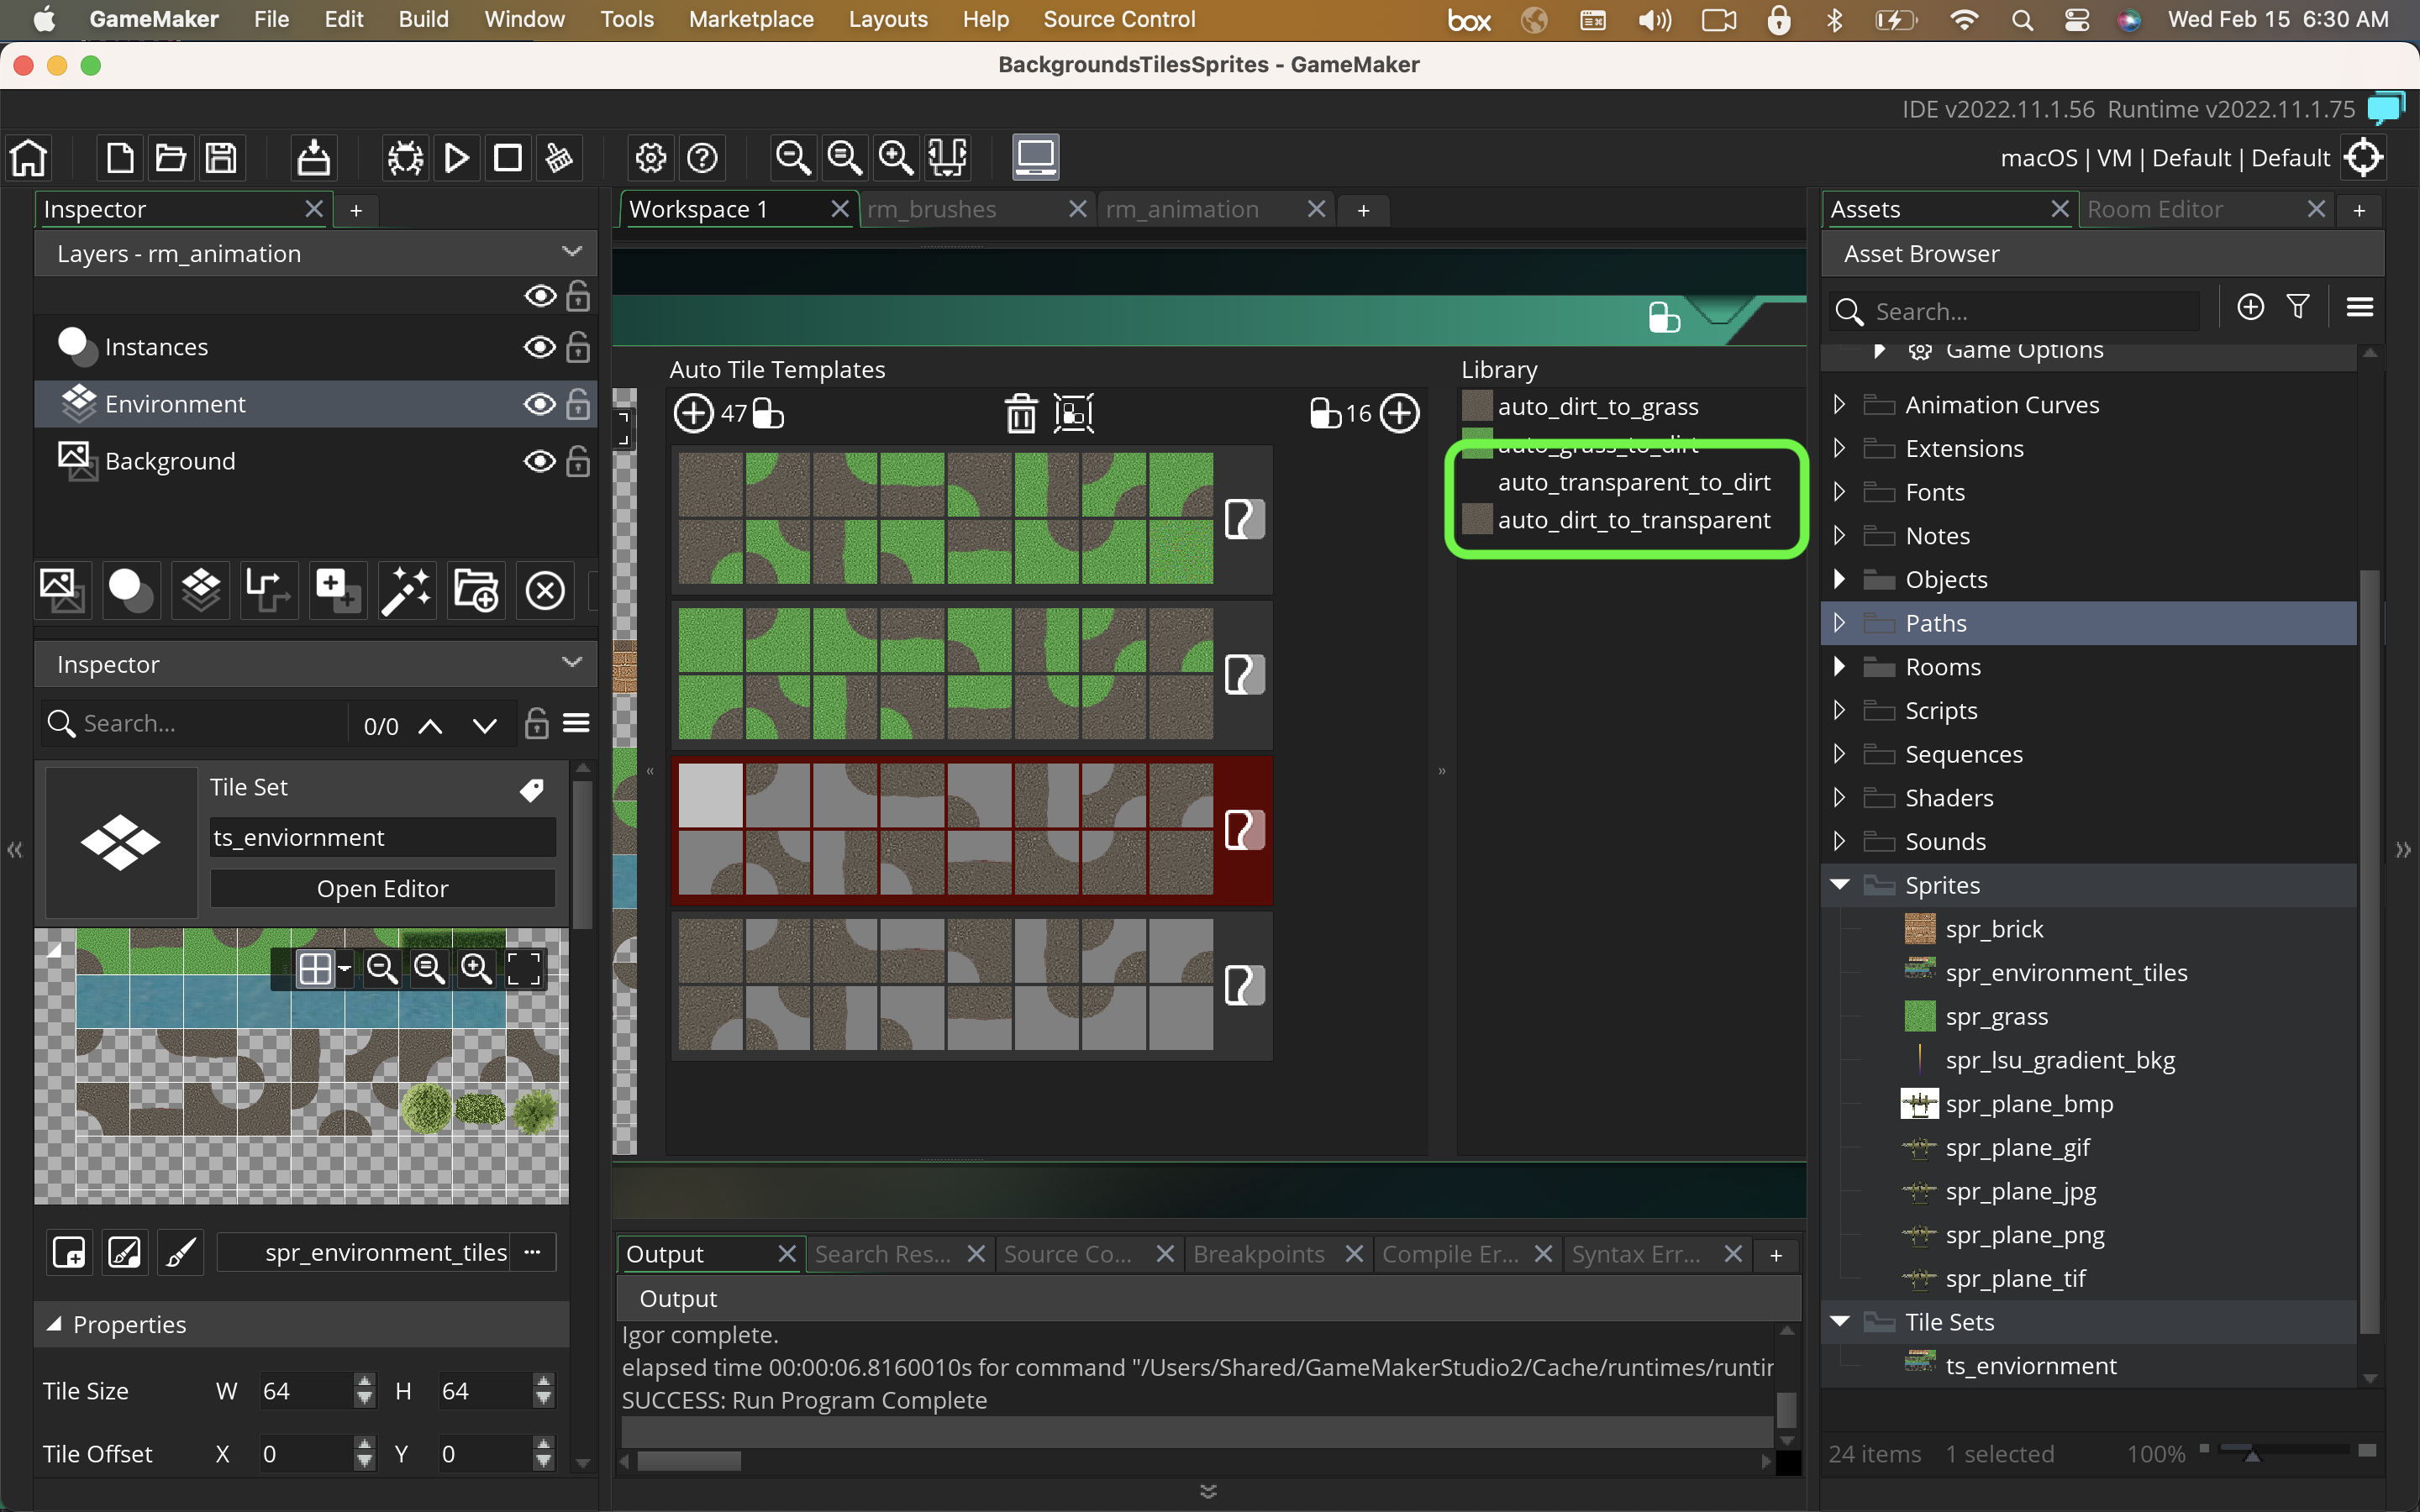 GameMaker File Edit Build Window Tools Marketplace Layouts Help Source Control box Wed Feb 15 6:30 AM
BackgroundsTilesSprites - GameMaker
IDE v2022.11.1.56 Runtime v2022.11.1.75
macOS | VM | Default | Default
Inspector
Layers - rm_animation
Instances
Environment
Background
Inspector
Search...
0/0
Tile Set
ts_enviornment
Open Editor
spr_environment_tiles
...
Properties
Tile Size W 64 H 64
Tile Offset X 0 Y 0
Workspace 1 rm_brushes rm_animation
Auto Tile Templates
47
16
Library
auto_dirt_to_grass
auto_grass_to_dirt
auto_transparent_to_dirt
auto_dirt_to_transparent
Output Search Res... Source Co... Breakpoints Compile Er... Syntax Err...
Output
Igor complete.
elapsed time 00:00:06.8160010s for command "/Users/Shared/GameMakerStudio2/Cache/runtimes/runtin
SUCCESS: Run Program Complete
Assets Room Editor
Asset Browser
Search...
Game Options
Animation Curves
Extensions
Fonts
Notes
Objects
Paths
Rooms
Scripts
Sequences
Shaders
Sounds
Sprites
spr_brick
spr_environment_tiles
spr_grass
spr_lsu_gradient_bkg
spr_plane_bmp
spr_plane_gif
spr_plane_jpg
spr_plane_png
spr_plane_tif
Tile Sets
ts_enviornment
24 items 1 selected 100%